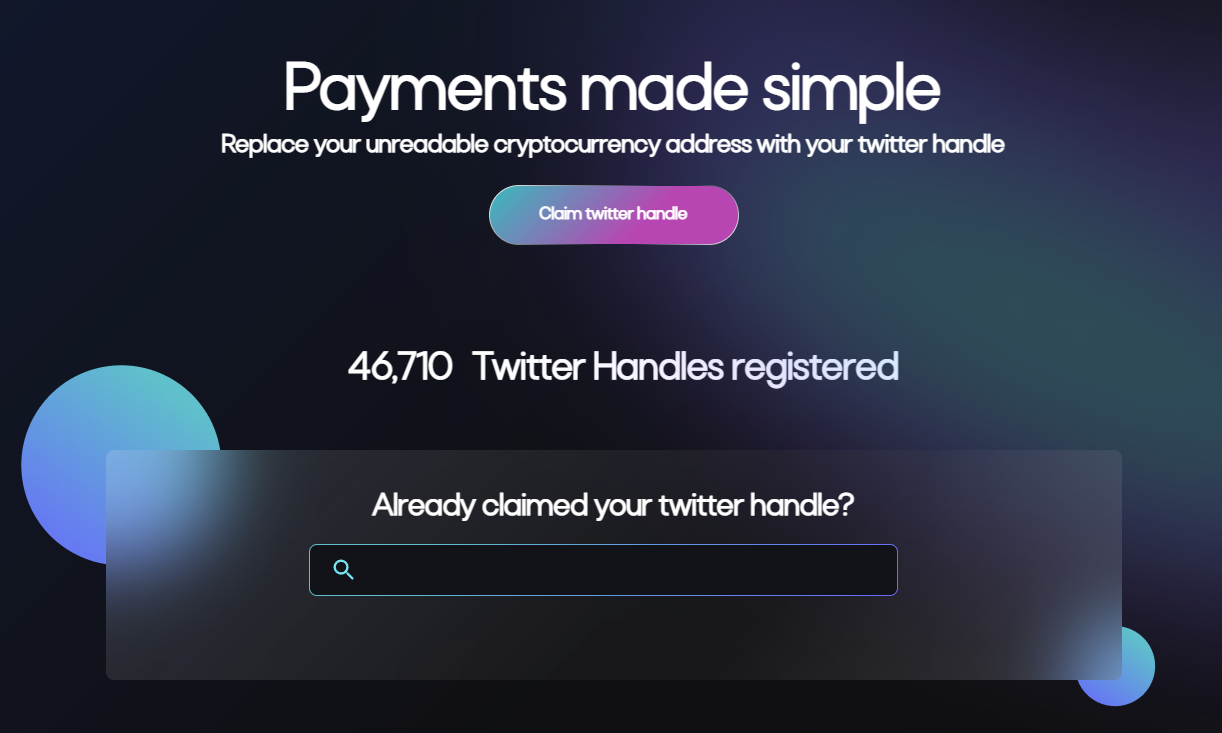 Payments made simple
Replace your unreadable cryptocurrency address with your twitter handle
Claim twitter handle
46,710 Twitter Handles registered
Already claimed your twitter handle?